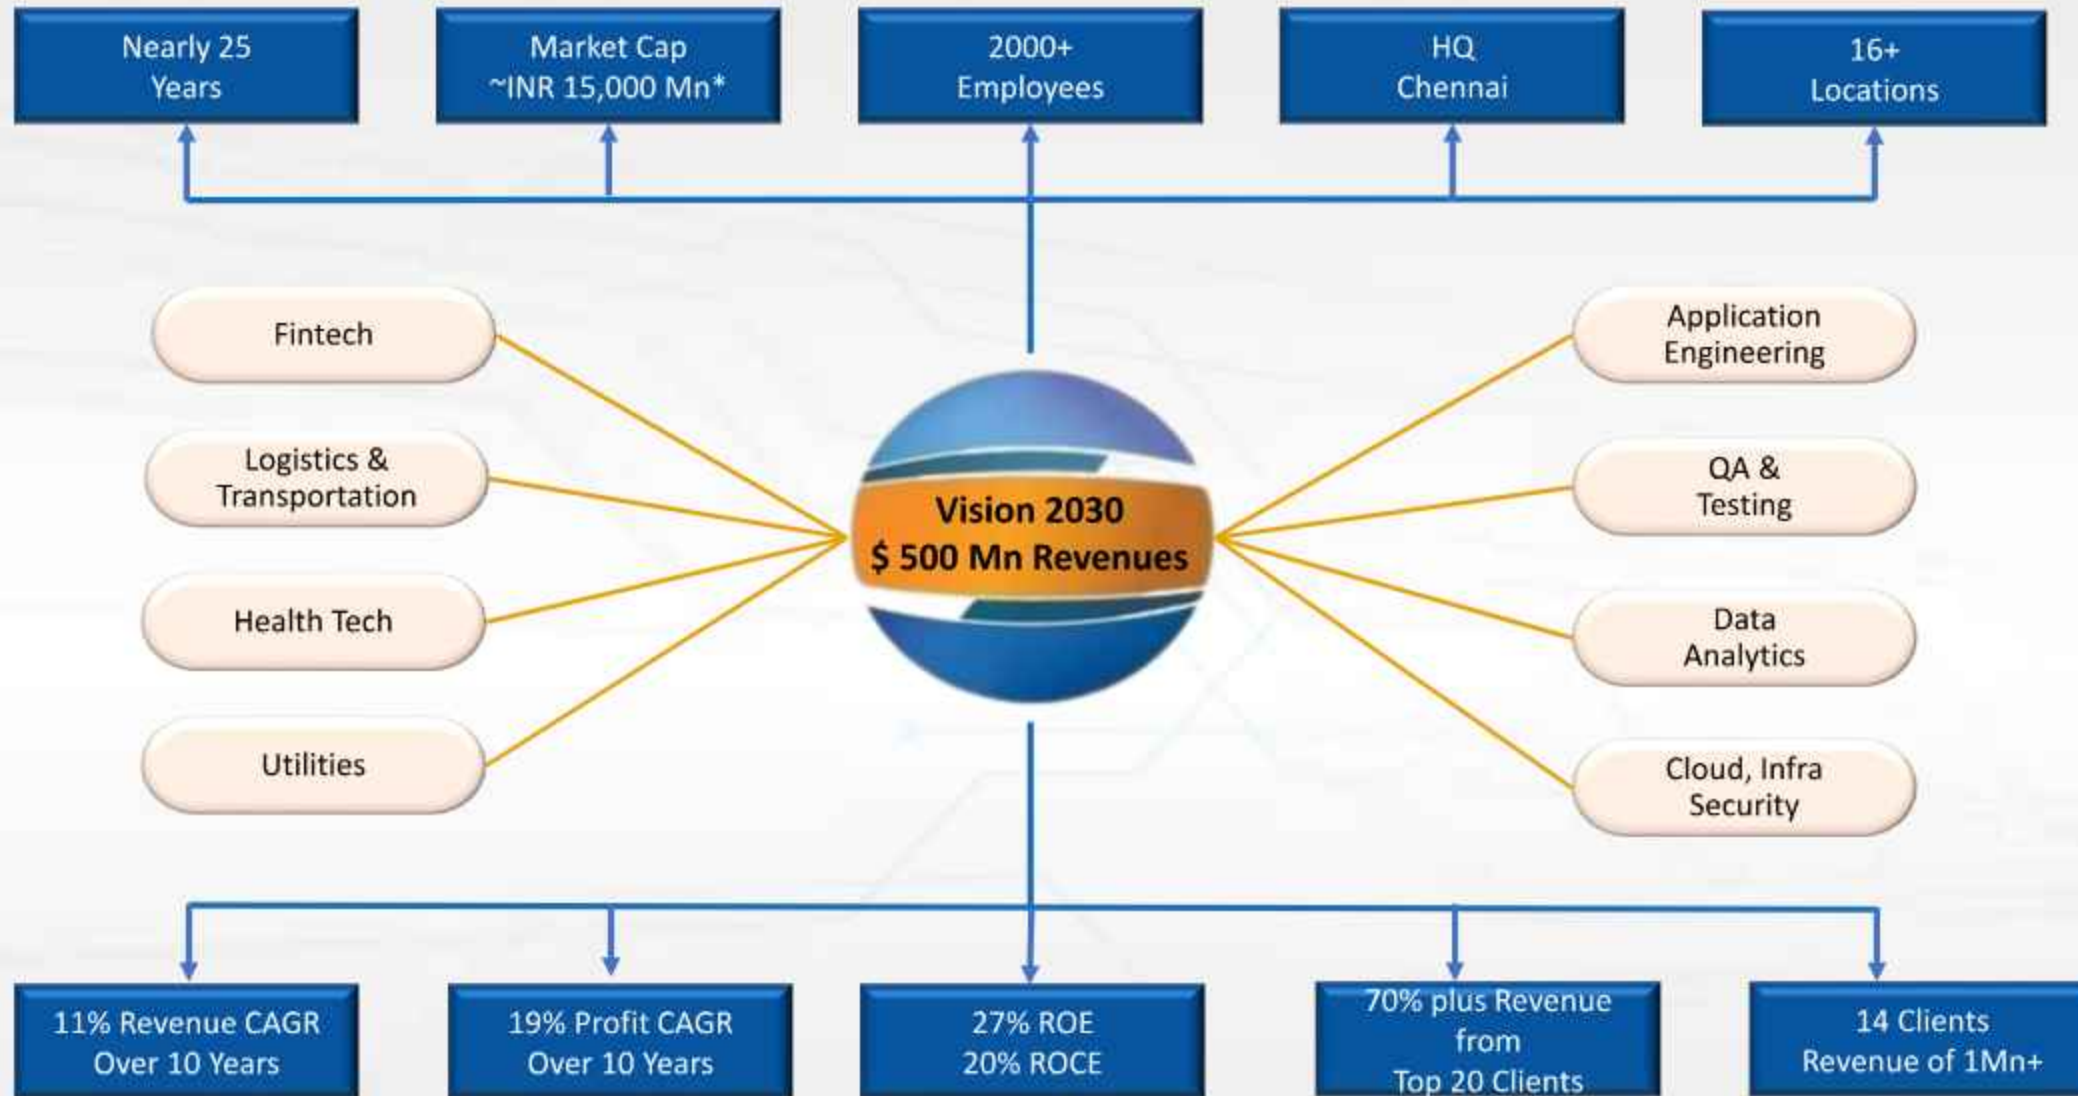 Nearly 25
Years
Market Cap
~INR 15,000 Mn*
2000+
Employees
HQ
Chennai
16+
Locations
Fintech
Logistics &
Transportation
Health Tech
Utilities
Vision 2030
$ 500 Mn Revenues
Application
Engineering
QA &
Testing
Data
Analytics
Cloud, Infra
Security
11% Revenue CAGR
Over 10 Years
19% Profit CAGR
Over 10 Years
27% ROE
20% ROCE
70% plus Revenue
from
Top 20 Clients
14 Clients
Revenue of 1Mn+